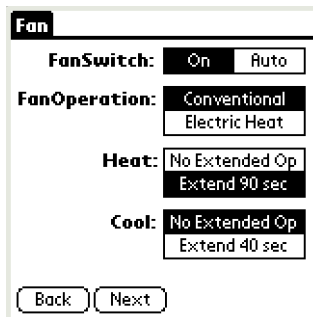 Fan
FanSwitch: On Auto
FanOperation: Conventional
Electric Heat
Heat: No Extended Op
Extend 90 sec
Cool: No Extended Op
Extend 40 sec
Back Next